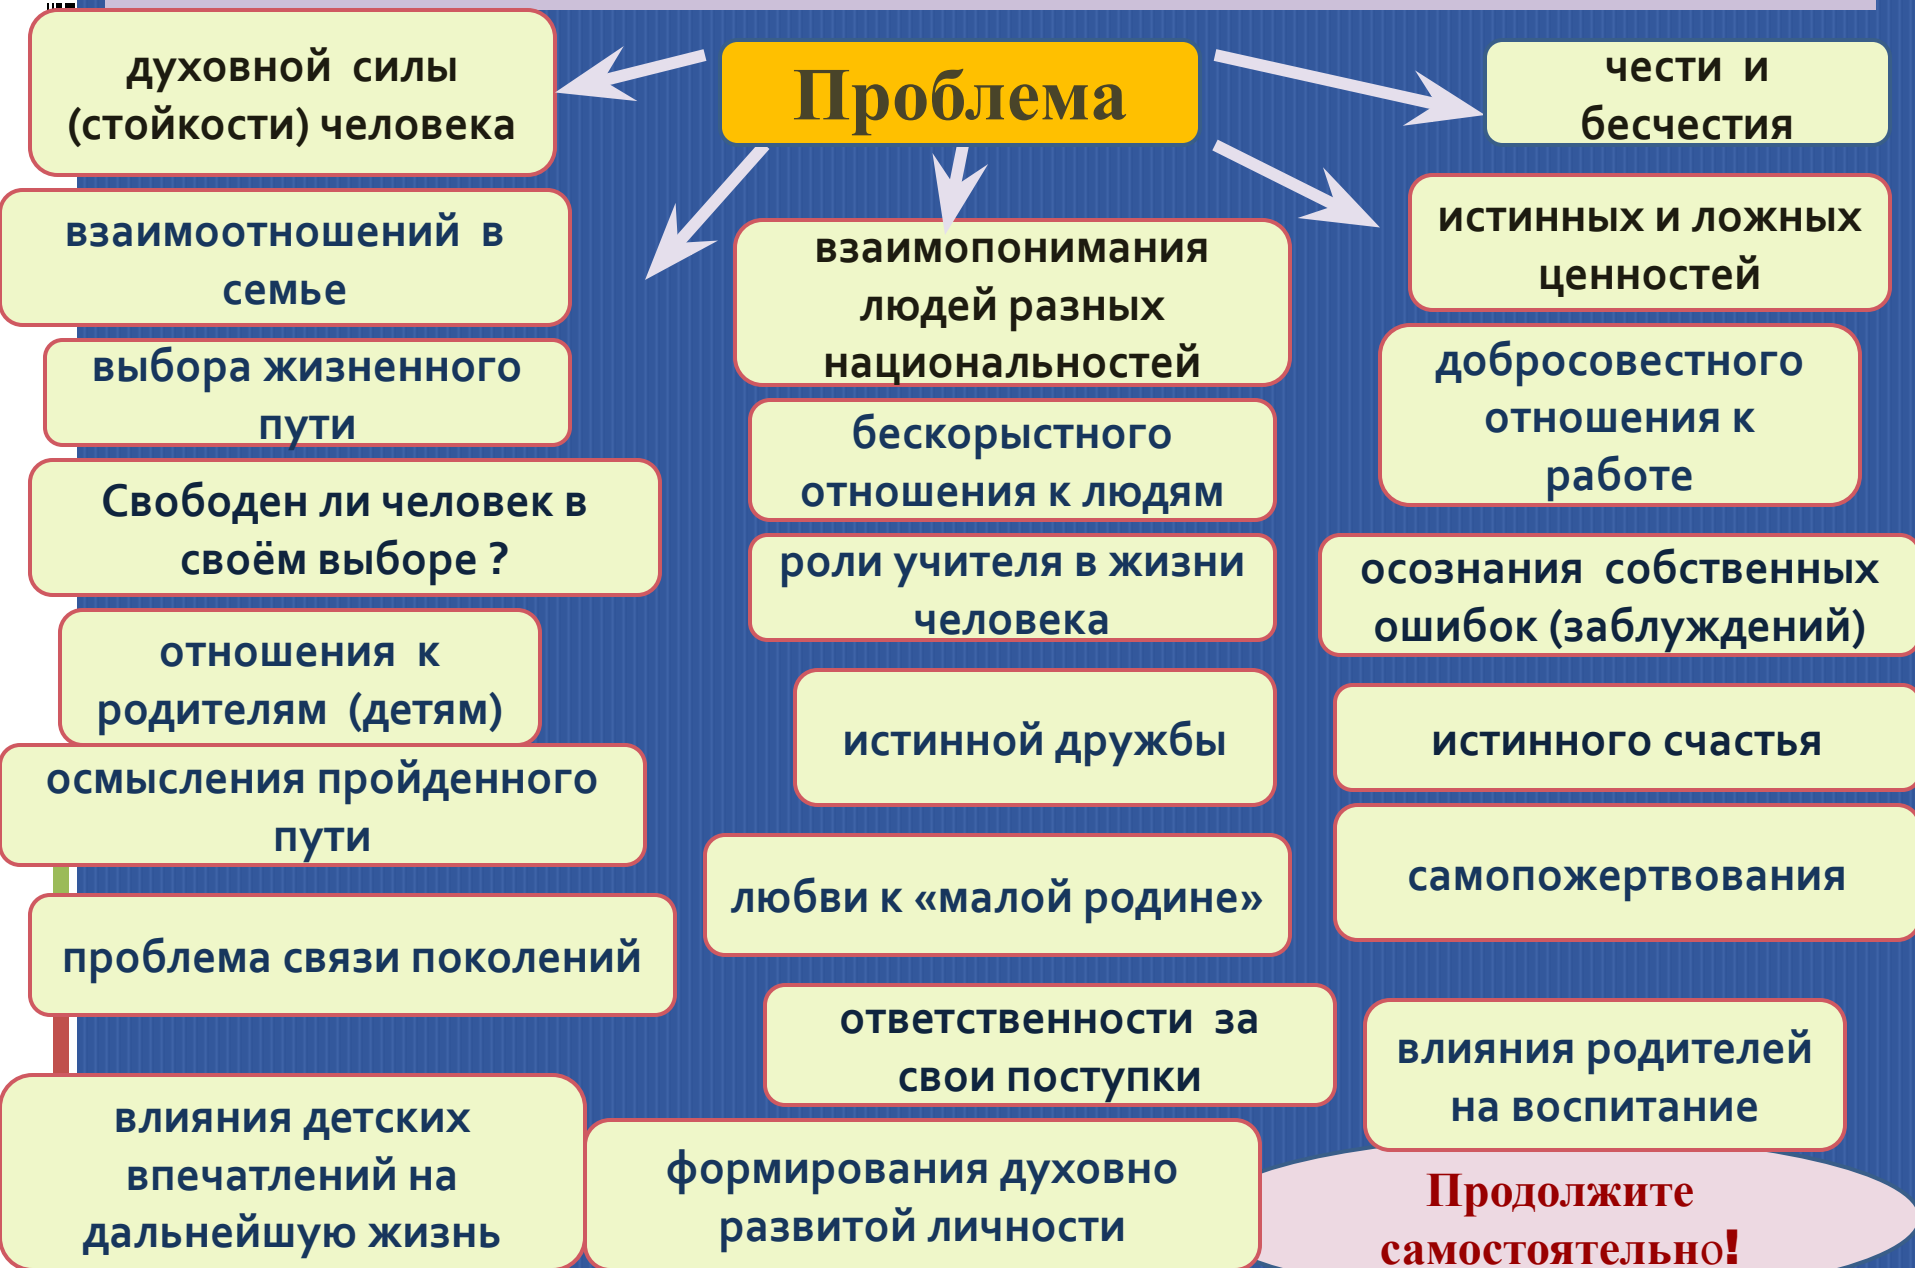 Проблема
духовной силы
(стойкости) человека
взаимоотношений в
семье
выбора жизненного
пути
Свободен ли человек в
своём выборе ?
отношения к
родителям (детям)
осмысления пройденного
пути
проблема связи поколений
влияния детских
впечатлений на
дальнейшую жизнь
взаимопонимания
людей разных
национальностей
бескорыстного
отношения к людям
роли учителя в жизни
человека
истинной дружбы
любви к «малой родине»
ответственности за
свои поступки
формирования духовно
развитой личности
чести и
бесчестия
истинных и ложных
ценностей
добросовестного
отношения к
работе
осознания собственных
ошибок (заблуждений)
истинного счастья
самопожертвования
влияния родителей
на воспитание
Продолжите
самостоятельно!